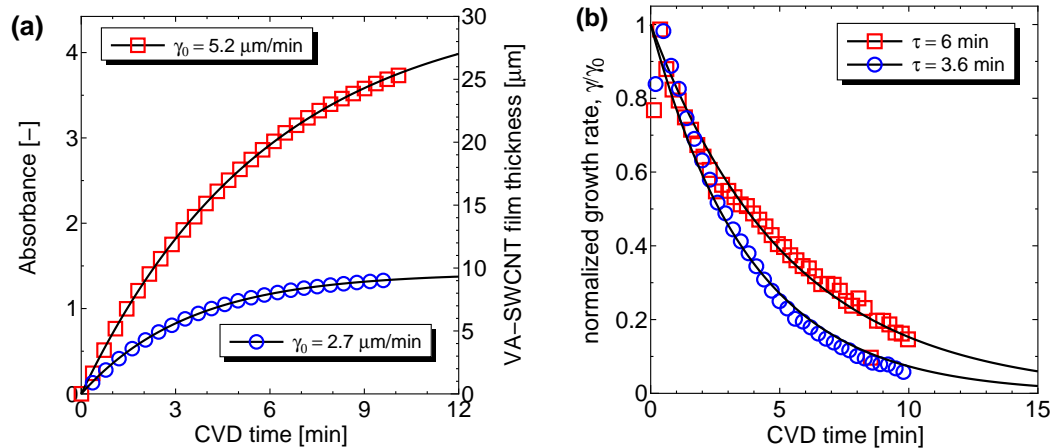 (a)
γ0 = 5.2 μm/min
Absorbance [–]
0
1
2
3
4
0
3
6
9
12
CVD time [min]
0
5
10
15
20
25
30
VA–SWCNT film thickness [μm]
γ0 = 2.7 μm/min
(b)
τ = 6 min
τ = 3.6 min
normalized growth rate, γ/γ0
1
0.8
0.6
0.4
0.2
0
0
5
10
15
CVD time [min]